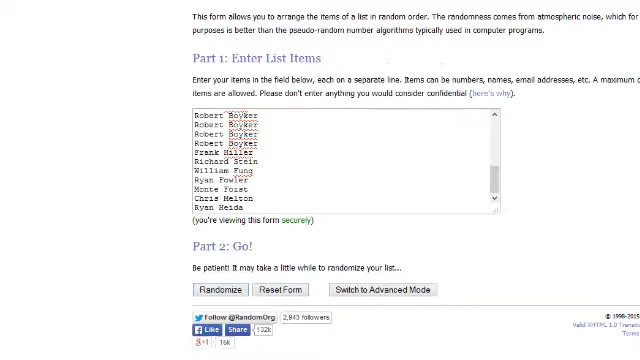 This form allows you to arrange the items of a list in random order. The randomness comes from atmospheric noise, which for
purposes is better than the pseudo-random number algorithms typically used in computer programs.
Part 1: Enter List Items
Enter your items in the field below, each on a separate line. Items can be numbers, names, email addresses, etc. A maximum
items are allowed. Please don't enter anything you would consider confidential (here's why).
Robert Boyker
Robert Boyker
Robert Boyker
Robert Boyker
Frank Hiller
Richard Stein
William Fung
Ryan Fowler
Monte Foist
Chris Melton
Ryan Heida
(you're viewing this form securely)
Part 2: Go!
Be patient! It may take a little while to randomize your list...
Randomize Reset Form Switch to Advanced Mode
Follow @RandomOrg 2,943 followers
© 1998-201
Like Share 132k
Valid XHTML 1.0 Transitio
g+1 16k
Terms